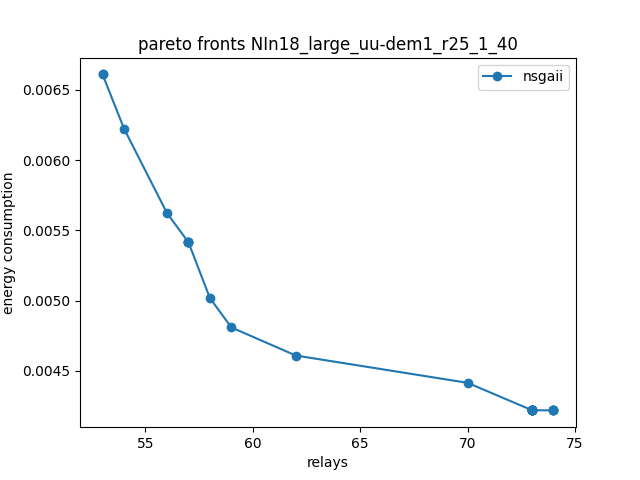 pareto fronts NIn18_large_uu-dem1_r25_1_40
nsgaii
0.0065
0.0060
0.0055
0.0050
0.0045
energy consumption
55
60
65
70
75
relays